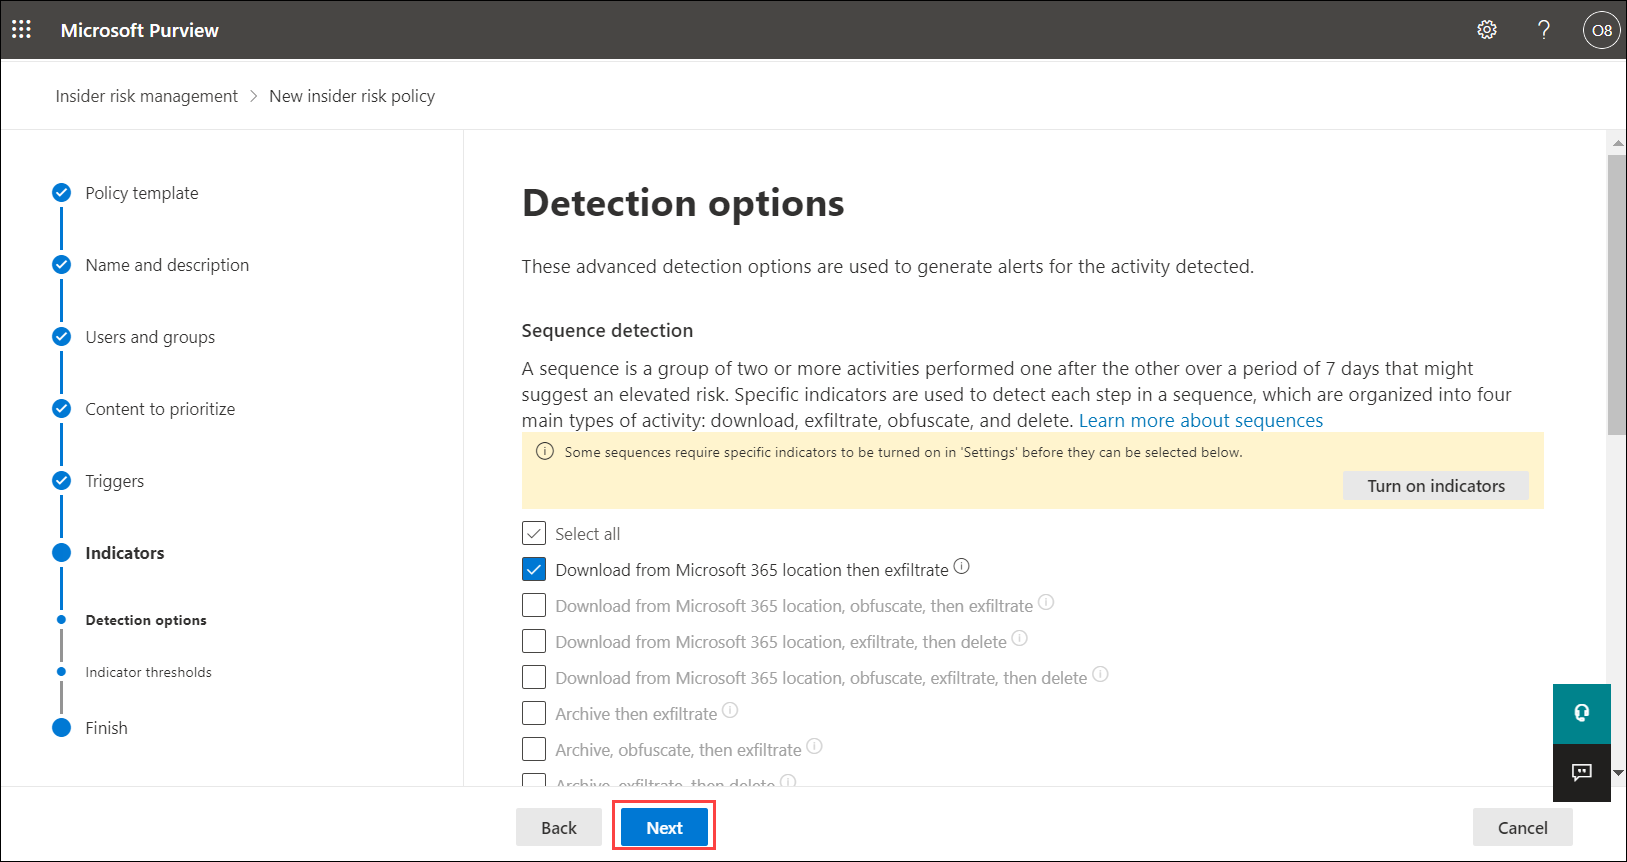 Microsoft Purview
?
O8
Insider risk management > New insider risk policy
Policy template
Name and description
Users and groups
Content to prioritize
Triggers
Indicators
Detection options
Indicator thresholds
Finish
Detection options
These advanced detection options are used to generate alerts for the activity detected.
Sequence detection
A sequence is a group of two or more activities performed one after the other over a period of 7 days that might
suggest an elevated risk. Specific indicators are used to detect each step in a sequence, which are organized into four
main types of activity: download, exfiltrate, obfuscate, and delete. Learn more about sequences
Some sequences require specific indicators to be turned on in 'Settings' before they can be selected below.
Turn on indicators
Select all
Download from Microsoft 365 location then exfiltrate
Download from Microsoft 365 location, obfuscate, then exfiltrate
Download from Microsoft 365 location, exfiltrate, then delete
Download from Microsoft 365 location, obfuscate, exfiltrate, then delete
Archive then exfiltrate
Archive, obfuscate, then exfiltrate
Archive, exfiltrate, then delete
Back
Next
Cancel